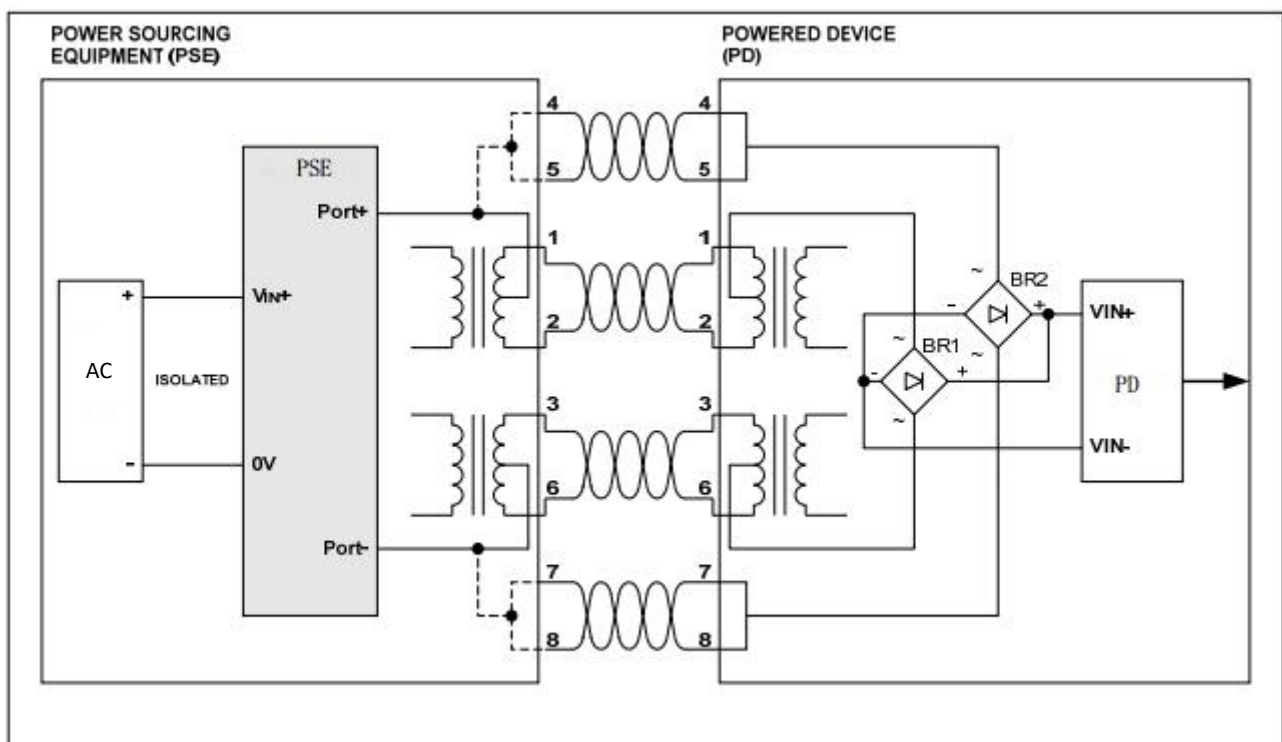 POWER SOURCING
EQUIPMENT (PSE)
POWERED DEVICE
(PD)
4
4
5
5
PSE
Port+
1
1
2
2
~
BR2
-
+
+
VIN+
VIN+
~
BR1
~
AC
ISOLATED
-
+
PD
3
3
~
VIN-
-
0V
6
6
Port-
7
7
8
8